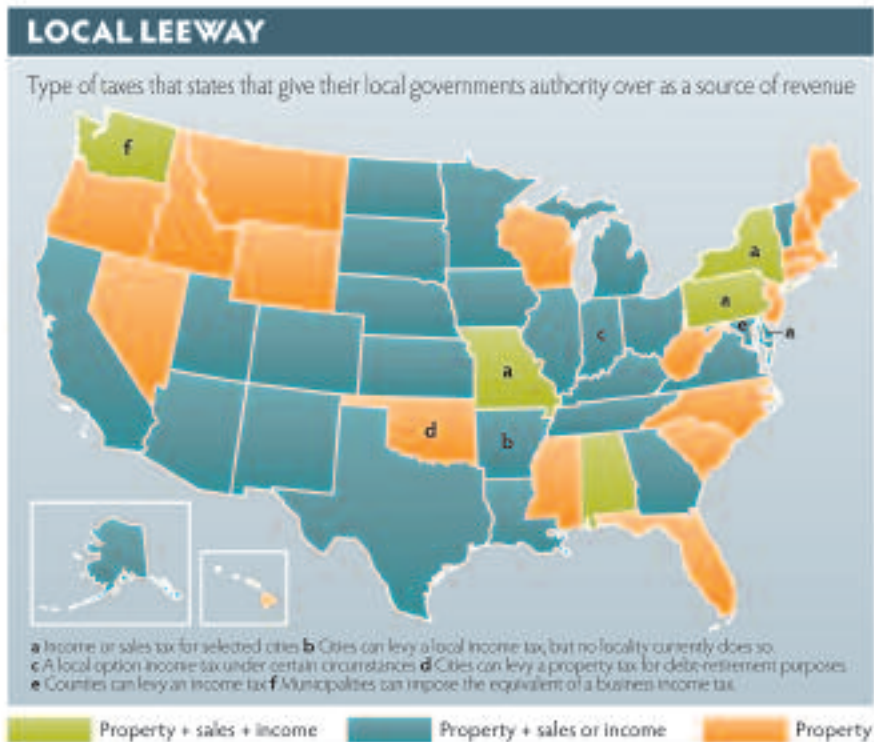 LOCAL LEEWAY
Type of taxes that states that give their local governments authority over as a source of revenue
f
a
a
e
a
c
a
d
b
a Income or sales tax for selected cities b Cities can levy a local income tax, but no locality currently does so.
c A local option income tax under certain circumstances d Cities can levy a property tax for debt-retirement purposes
e Counties can levy an income tax f Municipalities can impose the equivalent of a business income tax.
Property + sales + income Property + sales or income Property